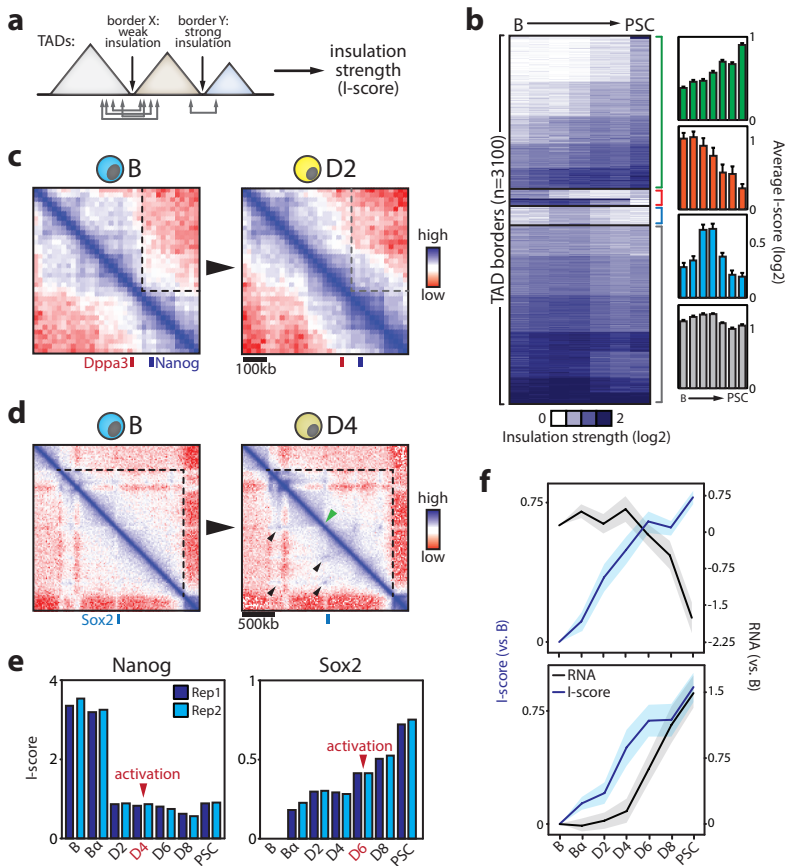 a
TADs:
border X:
weak
insulation
border Y:
strong
insulation
insulation
strength
(I-score)
b
B
PSC
TAD borders (n=3100)
0
2
Insulation strength (log2)
1
0
1
0
0.5
0
1
0
Average I-score (log2)
B
PSC
c
B
D2
high
low
Dppa3
Nanog
100kb
d
B
D4
high
low
Sox2
500kb
e
Nanog
Sox2
4
2
0
I-score
Rep1
Rep2
activation
B
Bα
D2
D4
D6
D8
PSC
1
0.5
0
activation
B
Bα
D2
D4
D6
D8
PSC
f
0.75
0
0.75
0
-0.75
-1.5
-2.25
I-score (vs. B)
RNA (vs. B)
RNA
I-score
0.75
0
1.5
0.75
0
B
Bα
D2
D4
D6
D8
PSC